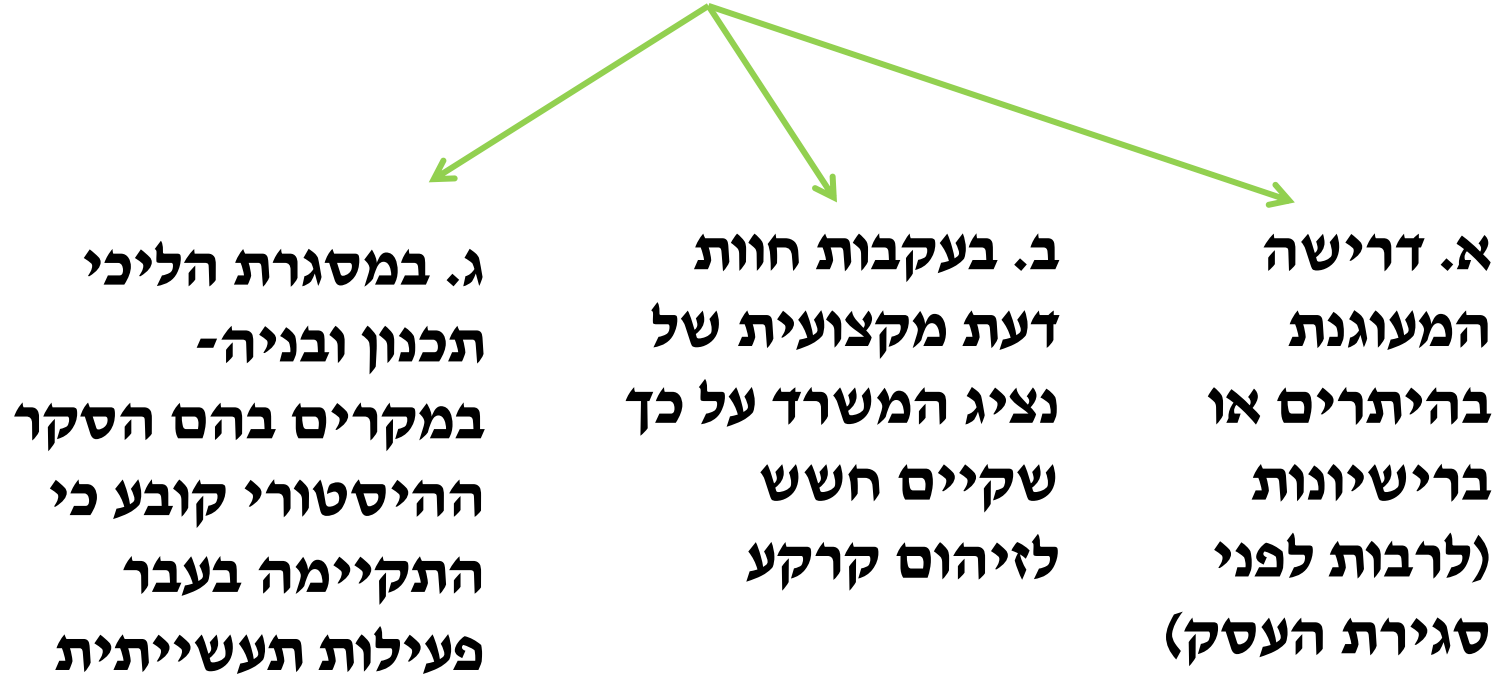 א. דרישה
המעוגנת
בהיתרים או
ברישיונות
(לרבות לפני
סגירת העסק)
ב. בעקבות חוות
דעת מקצועית של
נציג המשרד על כך
שקיים חשש
לזיהום קרקע
ג. במסגרת הליכי
תכנון ובניה-
במקרים בהם הסקר
ההיסטורי קובע כי
התקיימה בעבר
פעילות תעשייתית